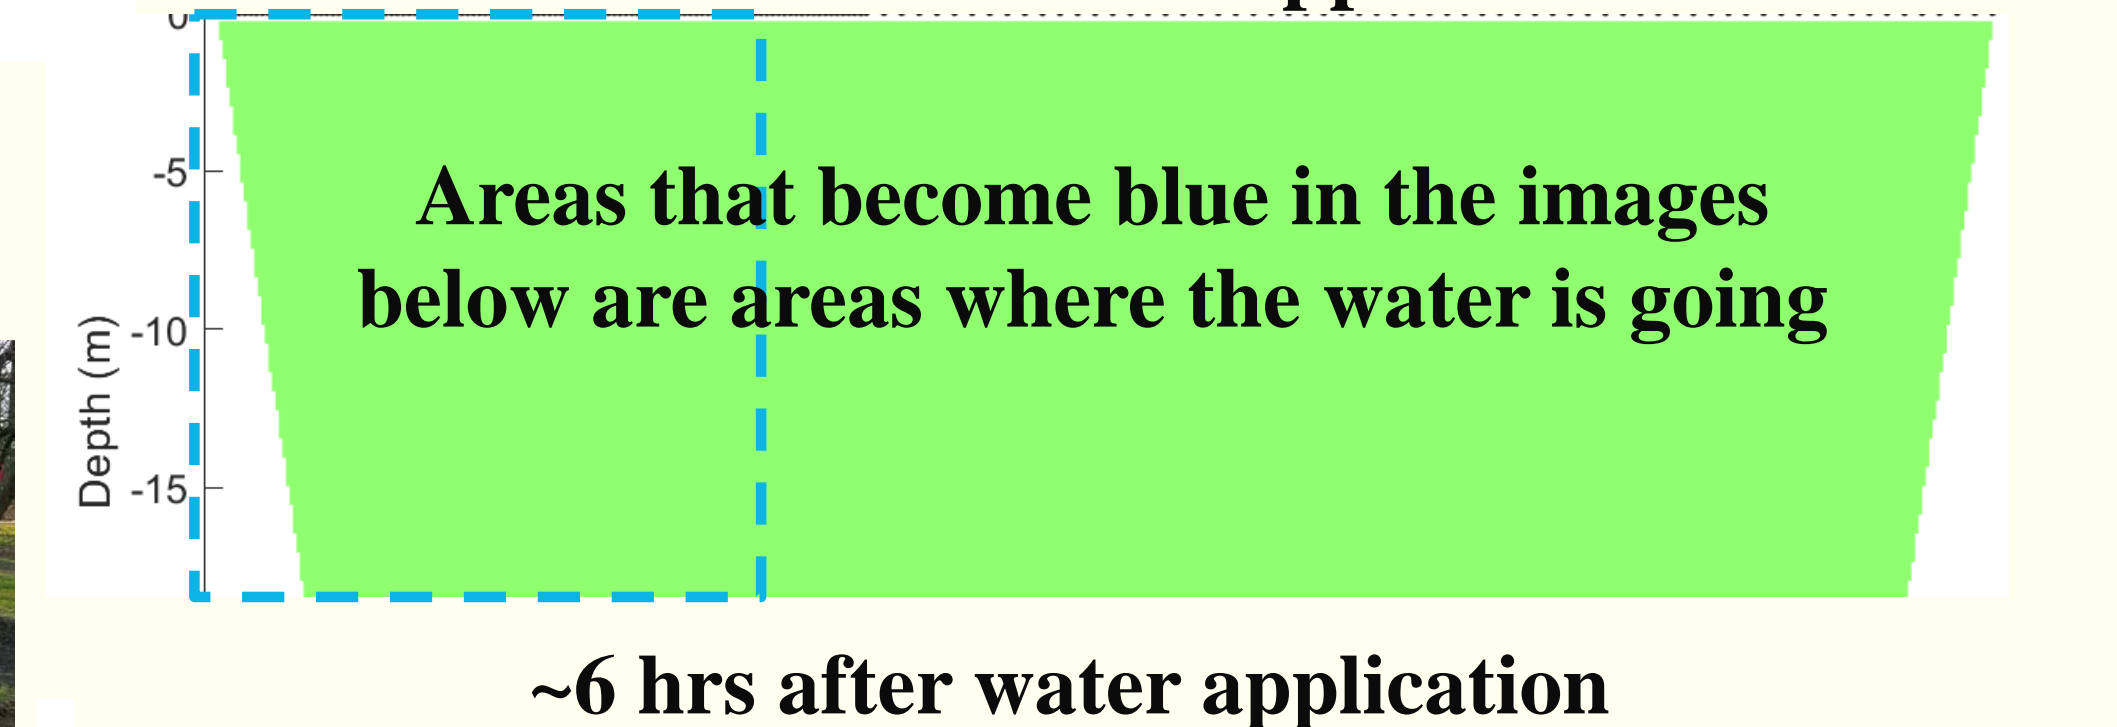 0
-5
Areas that become blue in the images
below are areas where the water is going
-10
Depth (m)
-15
~6 hrs after water application